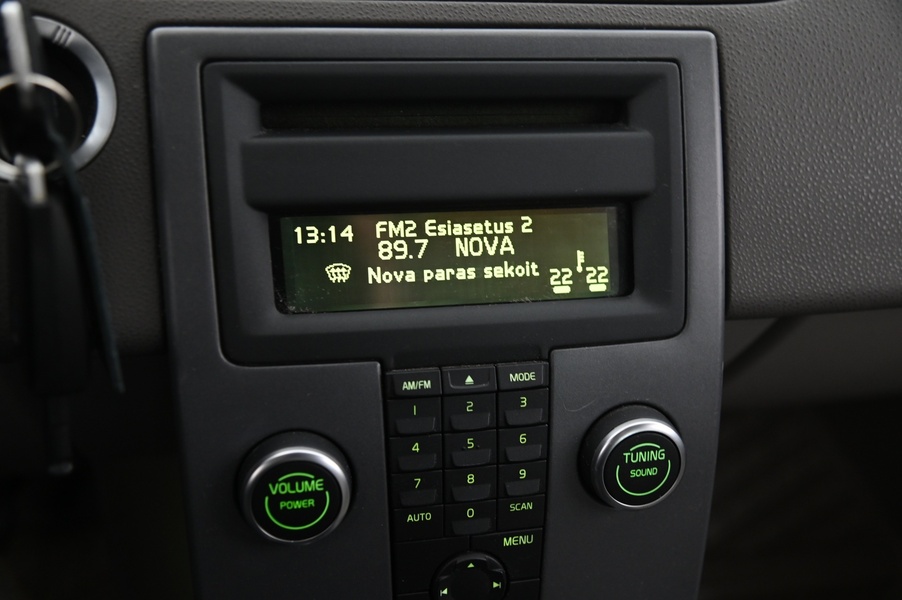 13:14 FM2 Esiasetus 2
89.7 NOVA
Nova paras sekoit
22 22
AM/FM MODE
1 2 3
4 5 6
7 8 9
AUTO 0 SCAN
MENU
VOLUME
POWER
TUNING
SOUND